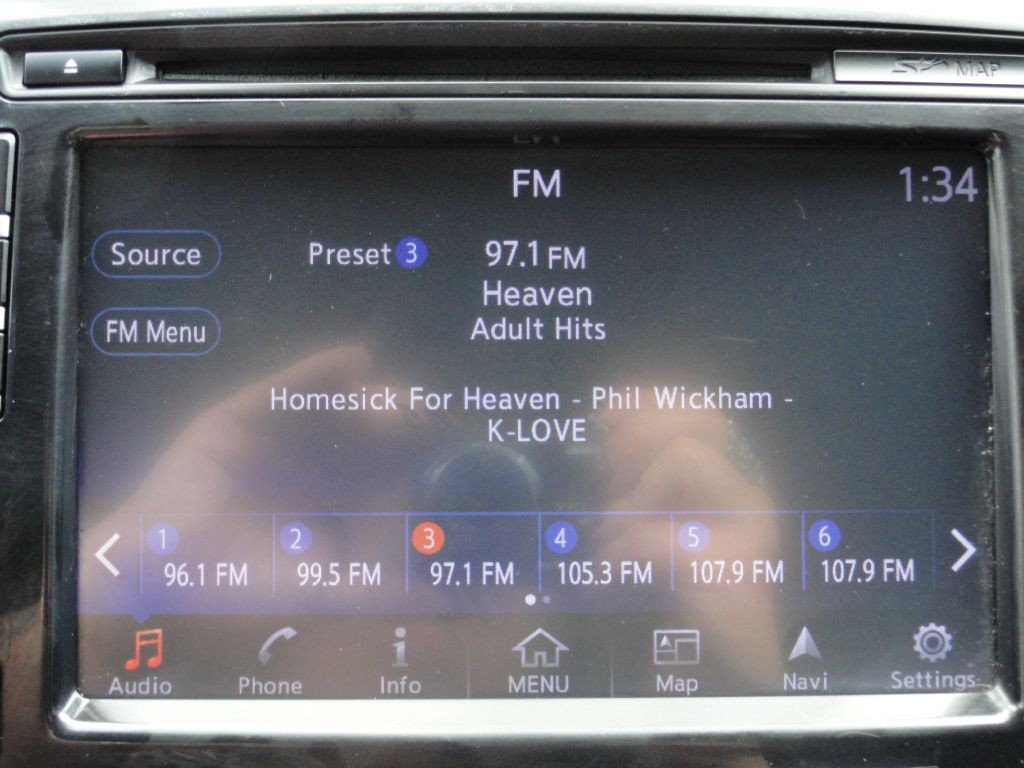 SD MAP
FM
1:34
Source
Preset 3
97.1 FM
Heaven
FM Menu
Adult Hits
Homesick For Heaven - Phil Wickham -
K-LOVE
1 2 3 4 5 6
96.1 FM 99.5 FM 97.1 FM 105.3 FM 107.9 FM 107.9 FM
Audio Phone Info MENU Map Navi Settings